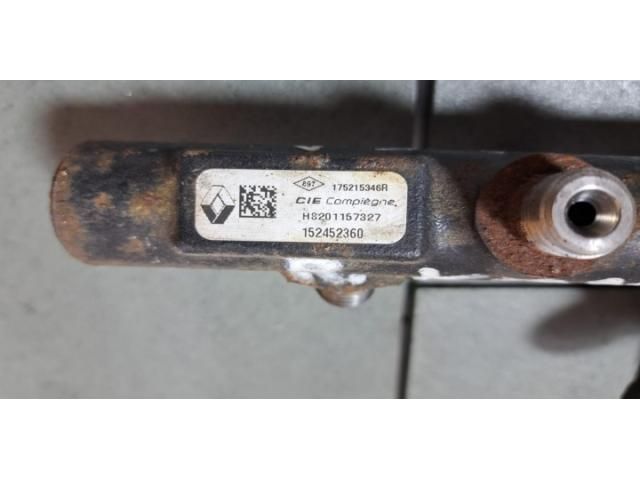 897 175215346R
CIE Compiègne,
H8201157327
152452360